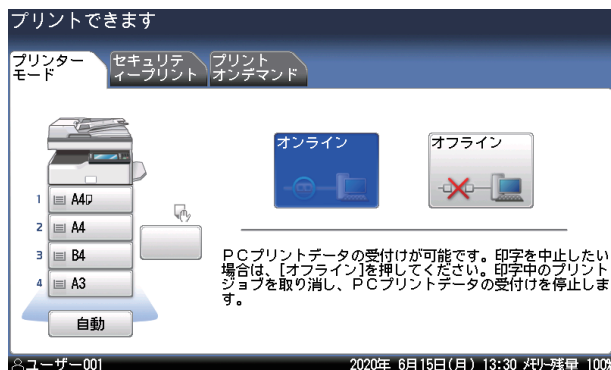 プリントできます
プリンター
モード
セキュリテ
ィープリント
プリント
オンデマンド
オンライン
オフライン
1 A4
2 A4
3 B4
4 A3
自動
PCプリントデータの受付けが可能です。印字を中止したい
場合は、[オフライン]を押してください。印字中のプリント
ジョブを取り消し、PCプリントデータの受付けを停止しま
す。
ユーザー001
2020年 6月15日(月) 13:30 メモリー残量 100%